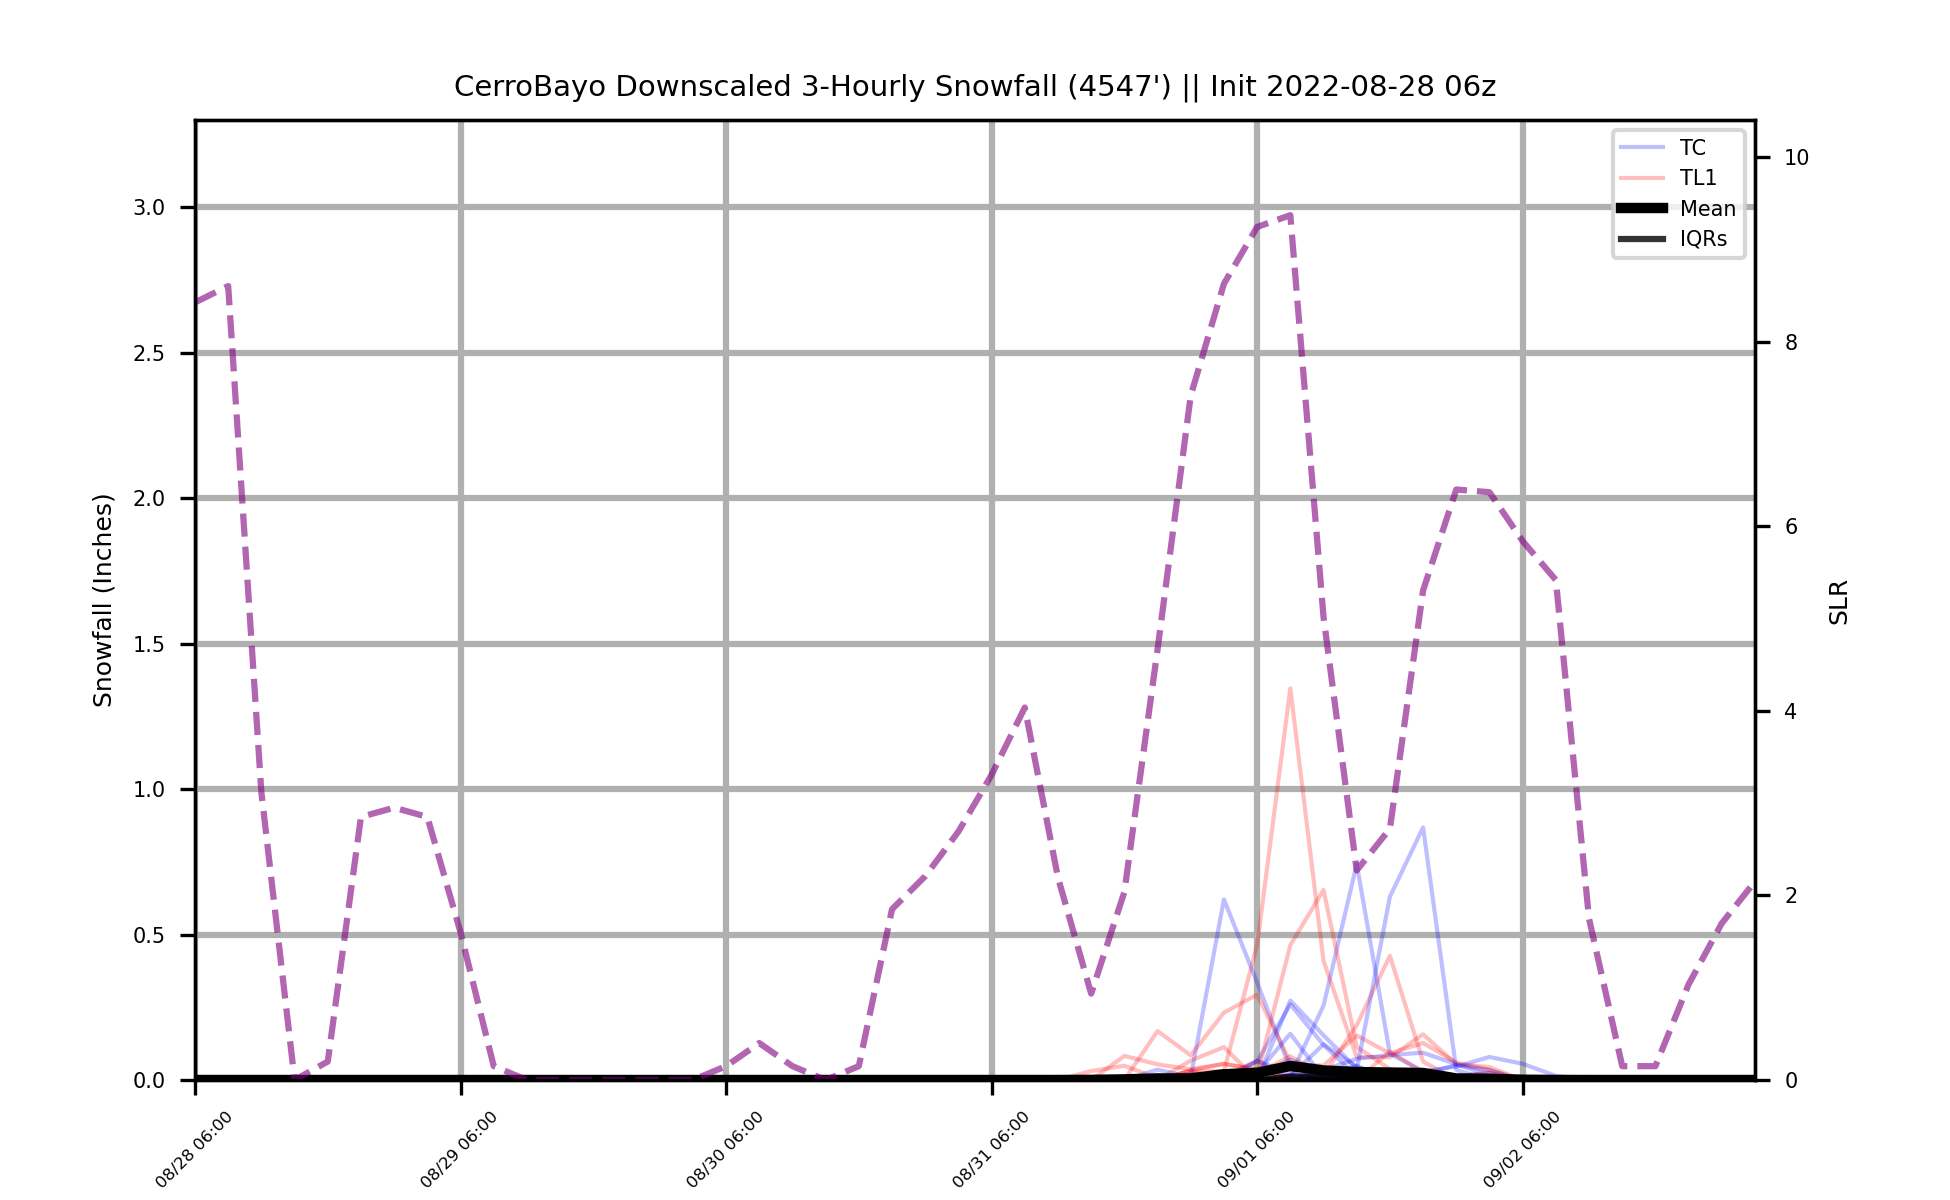 CerroBayo Downscaled 3-Hourly Snowfall (4547') || Init 2022-08-28 06z
TC
TL1
Mean
IQRs
Snowfall (Inches)
3.0
2.5
2.0
1.5
1.0
0.5
0.0
10
8
6
4
2
0
SLR
08/28 06:00
08/29 06:00
08/30 06:00
08/31 06:00
09/01 06:00
09/02 06:00